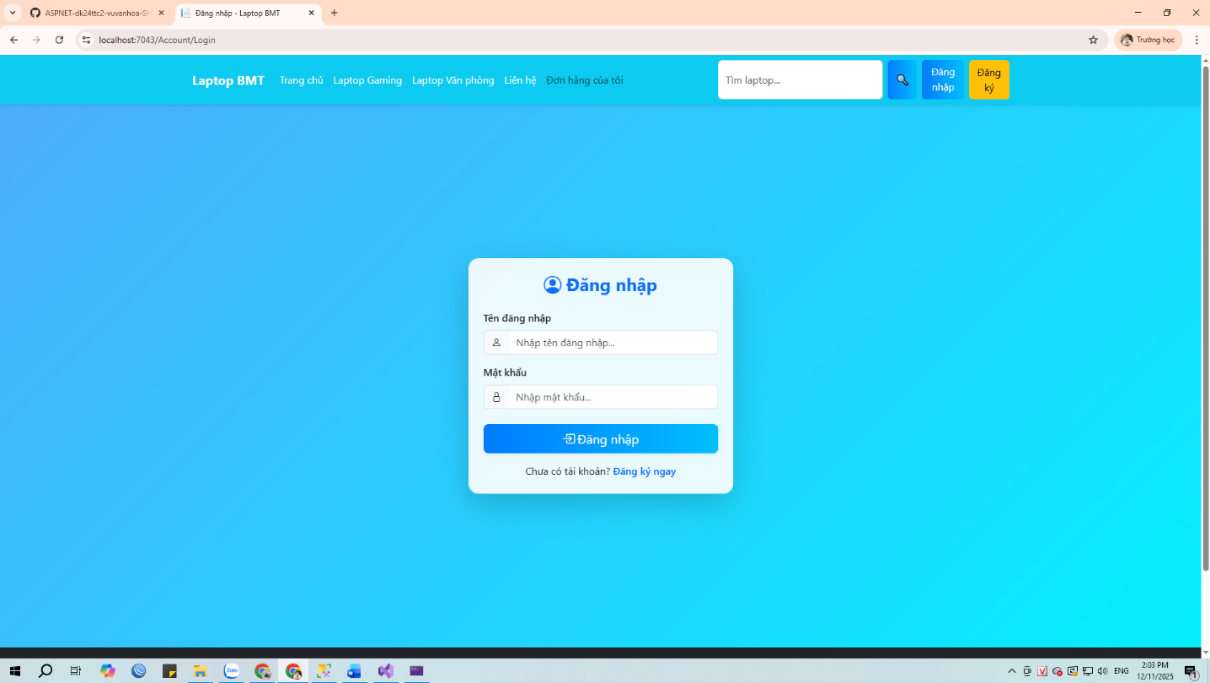 ASPNET-dk24ttc2-vuvanhoa-SH
Đăng nhập - Laptop BMT
localhost:7043/Account/Login
Trường học
Laptop BMT
Trang chủ
Laptop Gaming
Laptop Văn phòng
Liên hệ
Đơn hàng của tôi
Tìm laptop...
Đăng
nhập
Đăng
ký
Đăng nhập
Tên đăng nhập
Nhập tên đăng nhập...
Mật khẩu
Nhập mật khẩu...
Đăng nhập
Chưa có tài khoản? Đăng ký ngay
Zalo
ENG
2:03 PM
12/11/2025
1